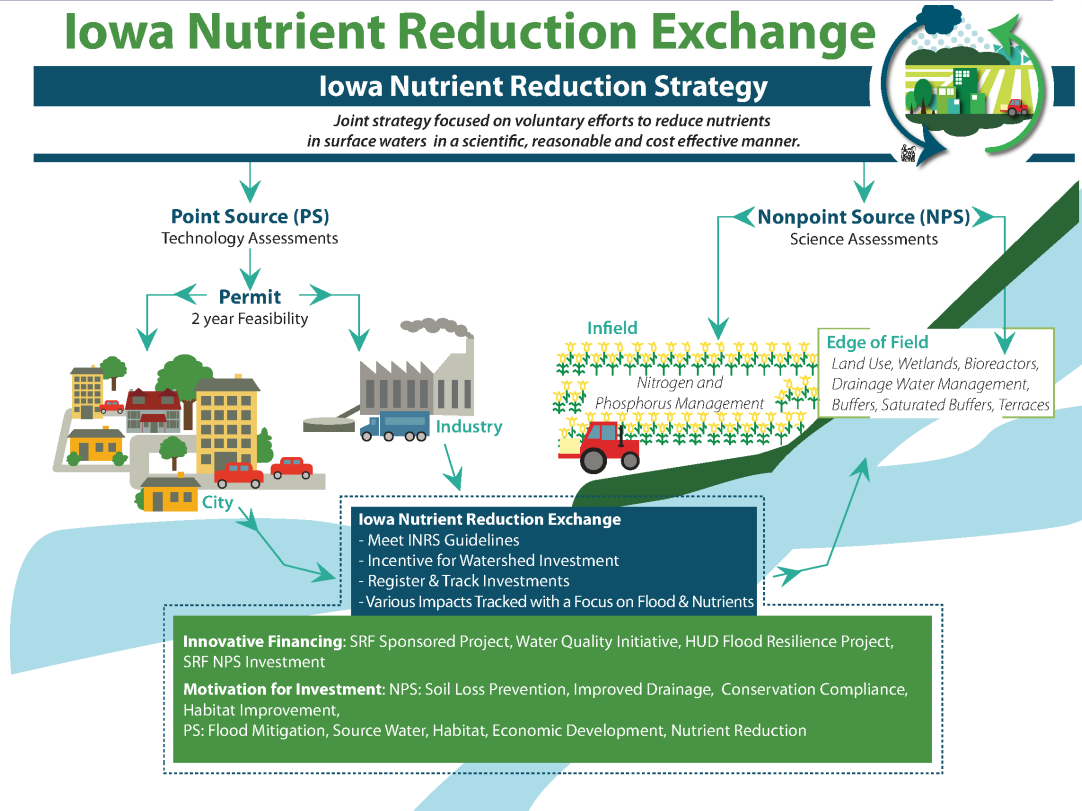 Iowa Nutrient Reduction Exchange
Iowa Nutrient Reduction Strategy
Joint strategy focused on voluntary efforts to reduce nutrients
in surface waters in a scientific, reasonable and cost effective manner.
Point Source (PS)
Technology Assessments
Permit
2 year Feasibility
Nonpoint Source (NPS)
Science Assessments
Infield
Nitrogen and
Phosphorus Management
Edge of Field
Land Use, Wetlands, Bioreactors,
Drainage Water Management,
Buffers, Saturated Buffers, Terraces
Industry
City
Iowa Nutrient Reduction Exchange
- Meet INRS Guidelines
- Incentive for Watershed Investment
- Register & Track Investments
- Various Impacts Tracked with a Focus on Flood & Nutrients
Innovative Financing: SRF Sponsored Project, Water Quality Initiative, HUD Flood Resilience Project,
SRF NPS Investment
Motivation for Investment: NPS: Soil Loss Prevention, Improved Drainage, Conservation Compliance,
Habitat Improvement,
PS: Flood Mitigation, Source Water, Habitat, Economic Development, Nutrient Reduction